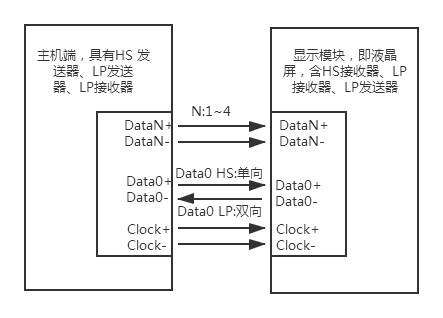 主机端，具有HS 发
送器、LP发送
器、LP接收器
显示模块，即液晶
屏，含HS接收器、LP
接收器、LP发送器
N:1~4
DataN+
DataN-
DataN+
DataN-
Data0 HS:单向
Data0+
Data0-
Data0+
Data0-
Data0 LP:双向
Clock+
Clock-
Clock+
Clock-